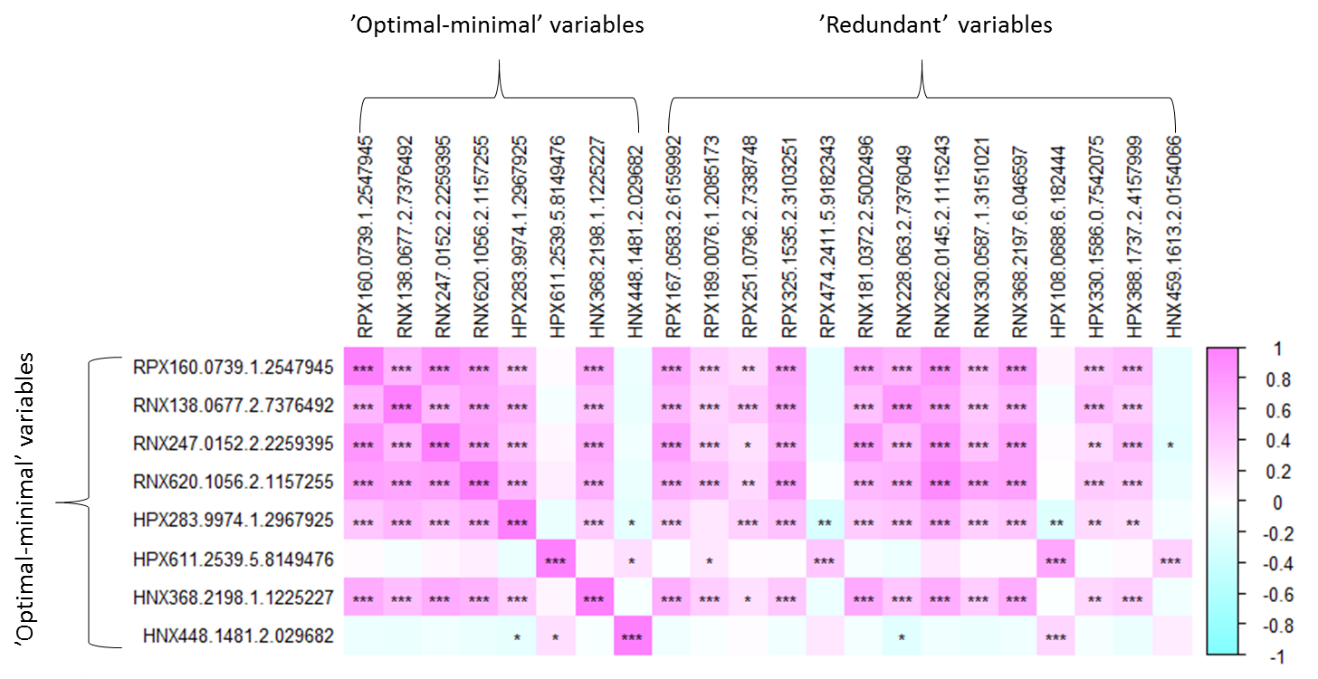 ’Optimal-minimal’ variables
’Redundant’ variables
RPX160.0739.1.2547945
RNX138.0677.2.7376492
RNX247.0152.2.2259395
RNX620.1056.2.1157255
HPX283.9974.1.2967925
HPX611.2539.5.8149476
HNX368.2198.1.1225227
HNX448.1481.2.029682
RPX167.0583.2.6159992
RPX189.0076.1.2085173
RPX251.0796.2.7338748
RPX325.1535.2.3103251
RPX474.2411.5.9182343
RNX181.0372.2.5002496
RNX228.063.2.7376049
RNX262.0145.2.1115243
RNX330.0587.1.3151021
RNX368.2197.6.046597
HPX108.0688.6.1824444
HPX330.1586.0.7542075
HPX388.1737.2.4157999
HNX459.1613.2.0154066
’Optimal-minimal’ variables
RPX160.0739.1.2547945 *** *** *** *** *** *** *** *** ** *** *** *** *** *** *** *** ***
RNX138.0677.2.7376492 *** *** *** *** *** *** *** *** *** *** *** *** *** *** *** *** ***
RNX247.0152.2.2259395 *** *** *** *** *** *** *** *** * *** *** *** *** *** *** ** *** *
RNX620.1056.2.1157255 *** *** *** *** *** *** *** *** ** *** *** *** *** *** *** *** ***
HPX283.9974.1.2967925 *** *** *** *** *** *** * *** *** *** ** *** *** *** *** *** ** ** **
HPX611.2539.5.8149476 *** * * *** *** ***
HNX368.2198.1.1225227 *** *** *** *** *** *** *** *** * *** *** *** *** *** *** ** ***
HNX448.1481.2.029682 * * *** * ***
1
0.8
0.6
0.4
0.2
0
-0.2
-0.4
-0.6
-0.8
-1